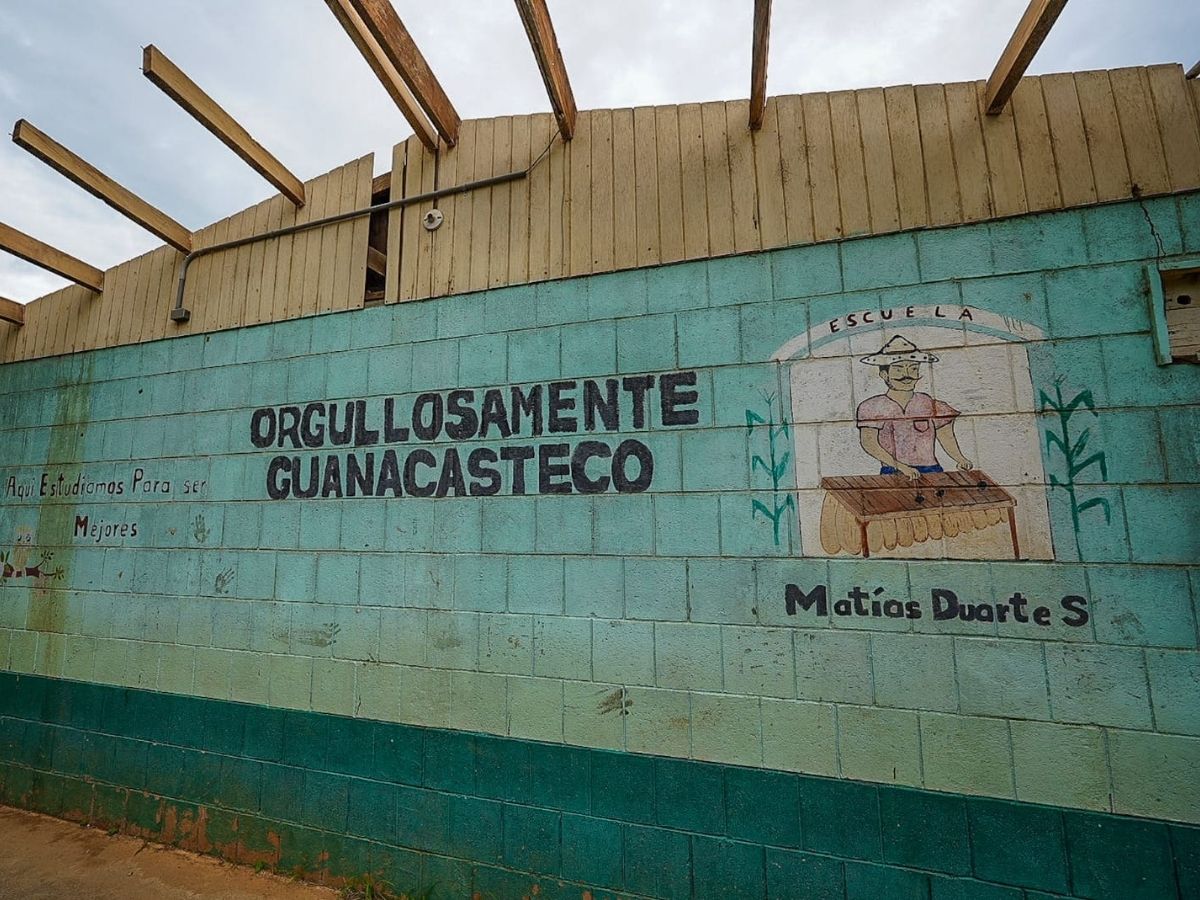 ESCUELA
ORGULLOSAMENTE
GUANACASTECO
Aqui Estudiamos Para ser
Mejores
Matías Duarte S